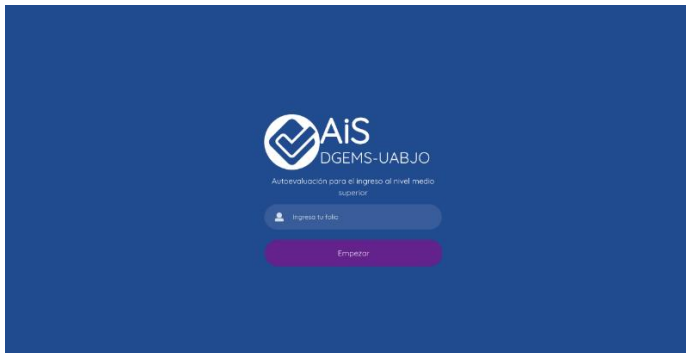 AiS
DGEMS-UABJO
Autoevaluación para el ingreso al nivel medio
superior
Ingresa tu folio
Empezar